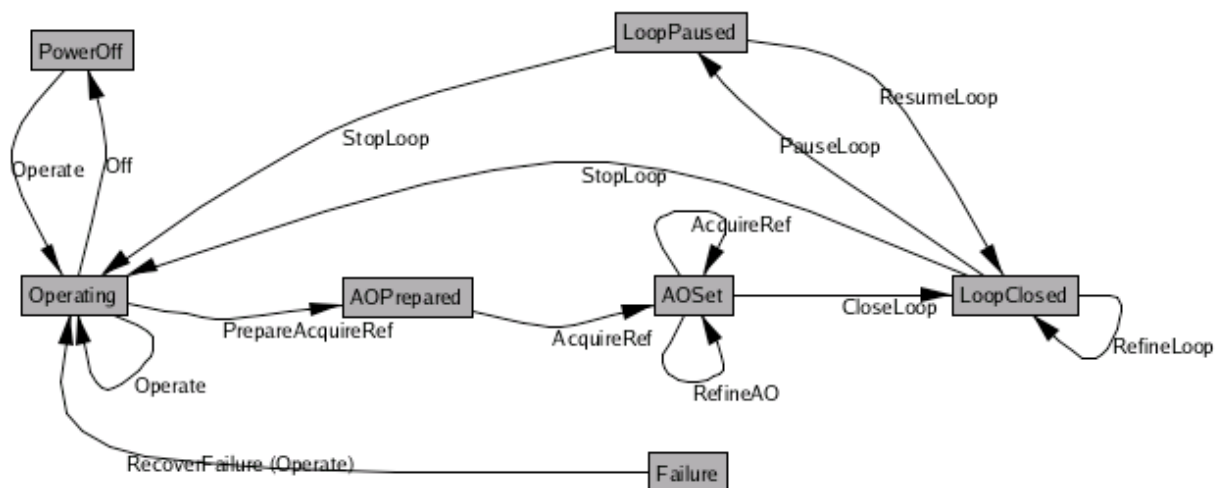 LoopPaused
PowerOff
ResumeLoop
StopLoop
PauseLoop
Operate
Off
StopLoop
AcquireRef
Operating
AOPrepared
AOSet
LoopClosed
CloseLoop
PrepareAcquireRef
AcquireRef
RefineLoop
Operate
RefineAO
RecoverFailure (Operate)
Failure